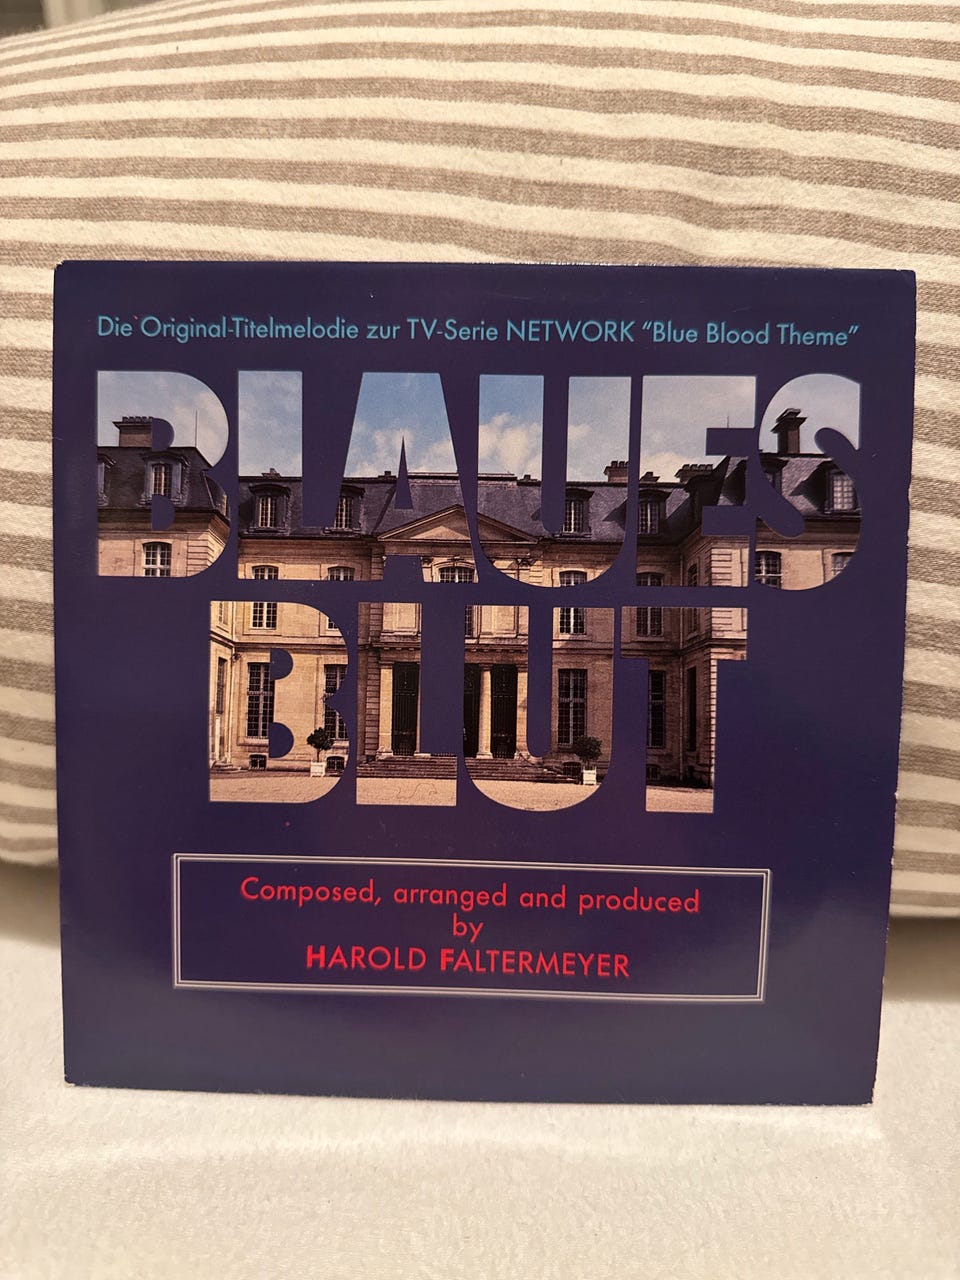 Die Original-Titelmelodie zur TV-Serie NETWORK "Blue Blood Theme"
BLAUES
BLUT
Composed, arranged and produced
by
HAROLD FALTERMEYER